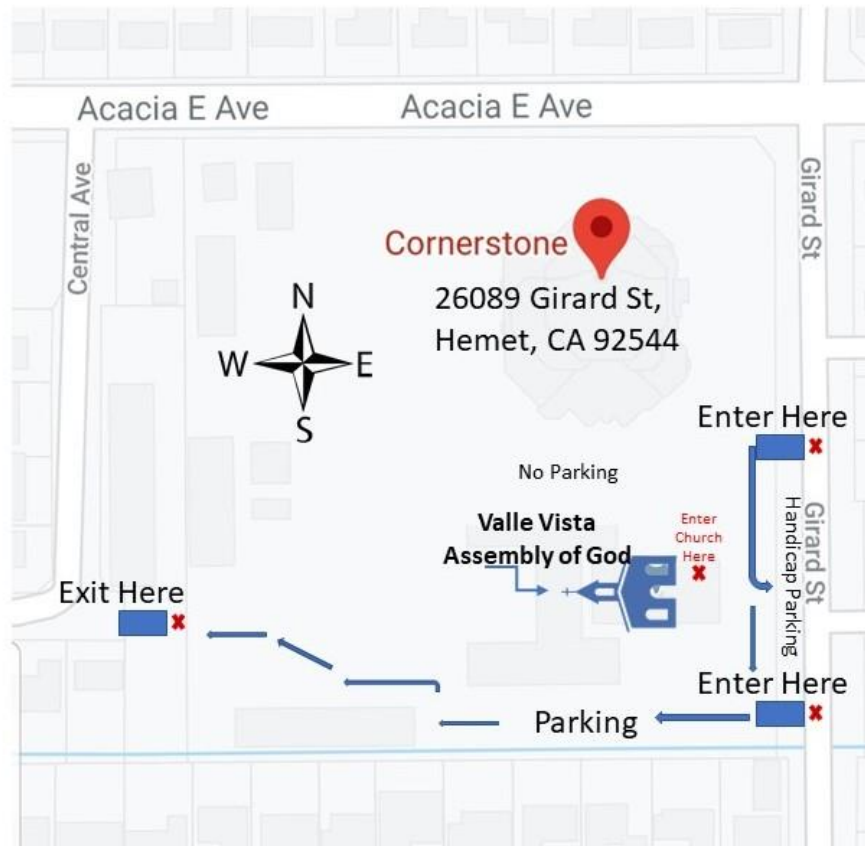 Acacia E Ave
Acacia E Ave
Central Ave
Girard St
Cornerstone
26089 Girard St,
Hemet, CA 92544
N
W
E
S
Enter Here
No Parking
Valle Vista
Assembly of God
Enter
Church
Here
Handicap Parking
Girard St
Exit Here
Enter Here
Parking